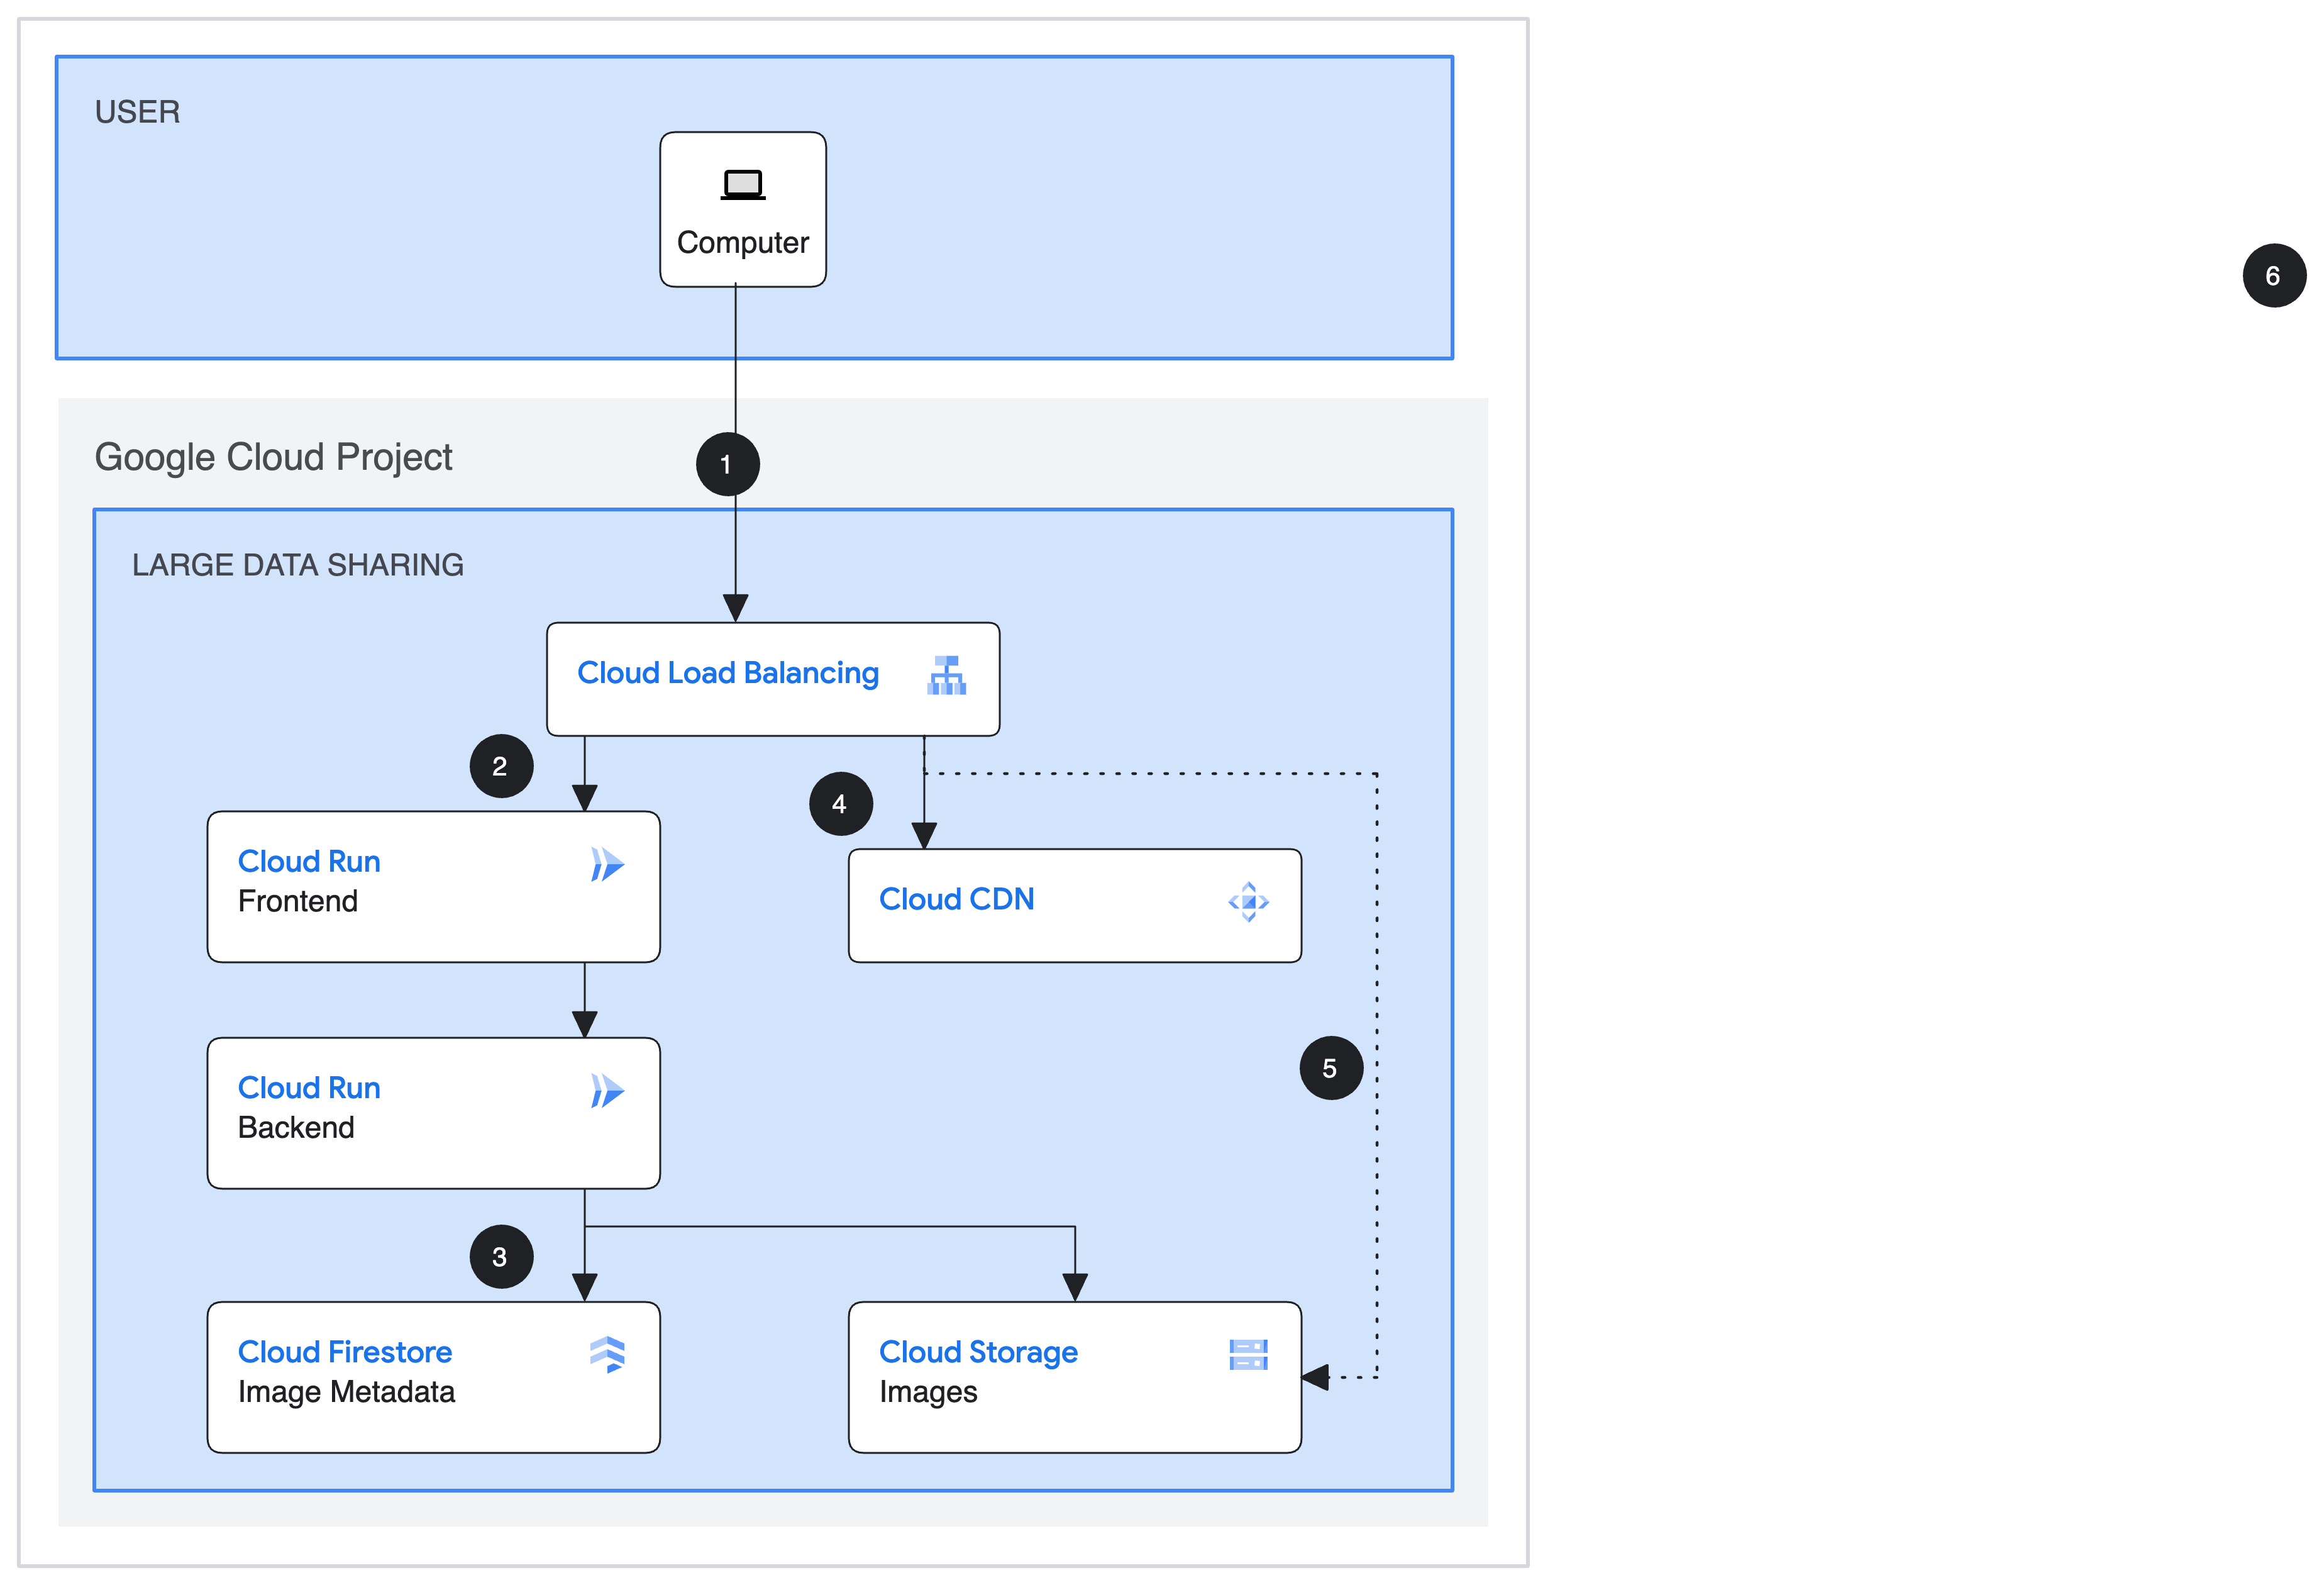 USER
Computer
6
Google Cloud Project
1
LARGE DATA SHARING
Cloud Load Balancing
2
4
Cloud Run
Frontend
Cloud CDN
5
Cloud Run
Backend
3
Cloud Firestore
Image Metadata
Cloud Storage
Images